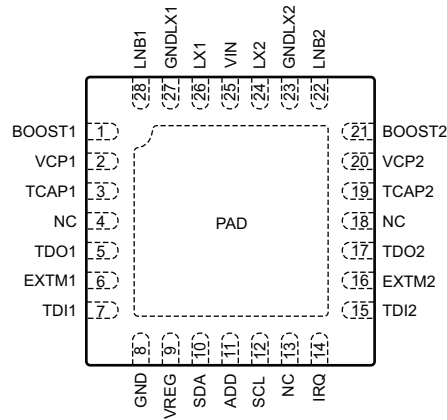 LNB1 GNDLX1 LX1 VIN LX2 GNDLX2 LNB2
28 27 26 25 24 23 22
BOOST1 1 21 BOOST2
VCP1 2 20 VCP2
TCAP1 3 19 TCAP2
NC 4 PAD 18 NC
TDO1 5 17 TDO2
EXTM1 6 16 EXTM2
TDI1 7 15 TDI2
8 9 10 11 12 13 14
GND VREG SDA ADD SCL NC IRQ